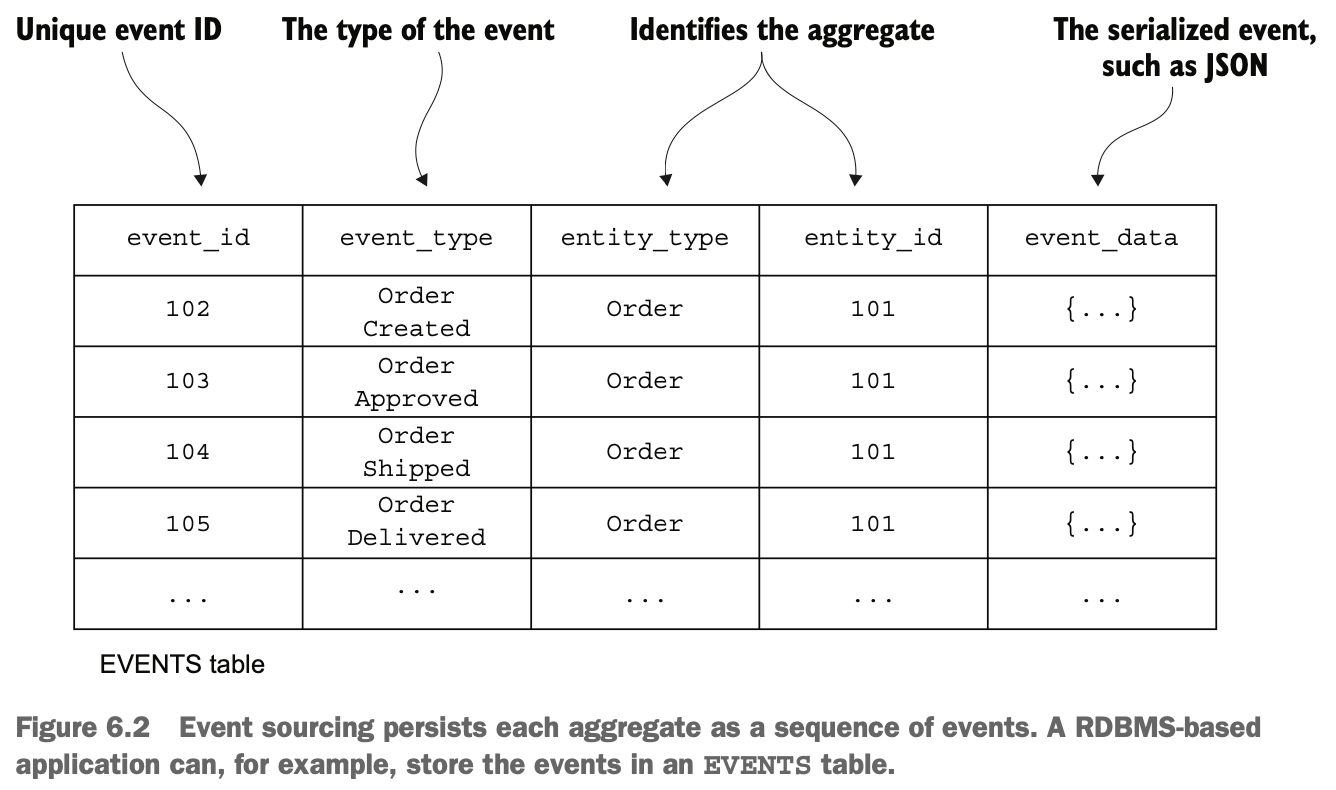 Unique event ID
The type of the event
Identifies the aggregate
The serialized event,
such as JSON
event_id event_type entity_type entity_id event_data
102 Order Created Order 101 {...}
103 Order Approved Order 101 {...}
104 Order Shipped Order 101 {...}
105 Order Delivered Order 101 {...}
... ... ... ... ...
EVENTS table
Figure 6.2 Event sourcing persists each aggregate as a sequence of events. A RDBMS-based
application can, for example, store the events in an EVENTS table.